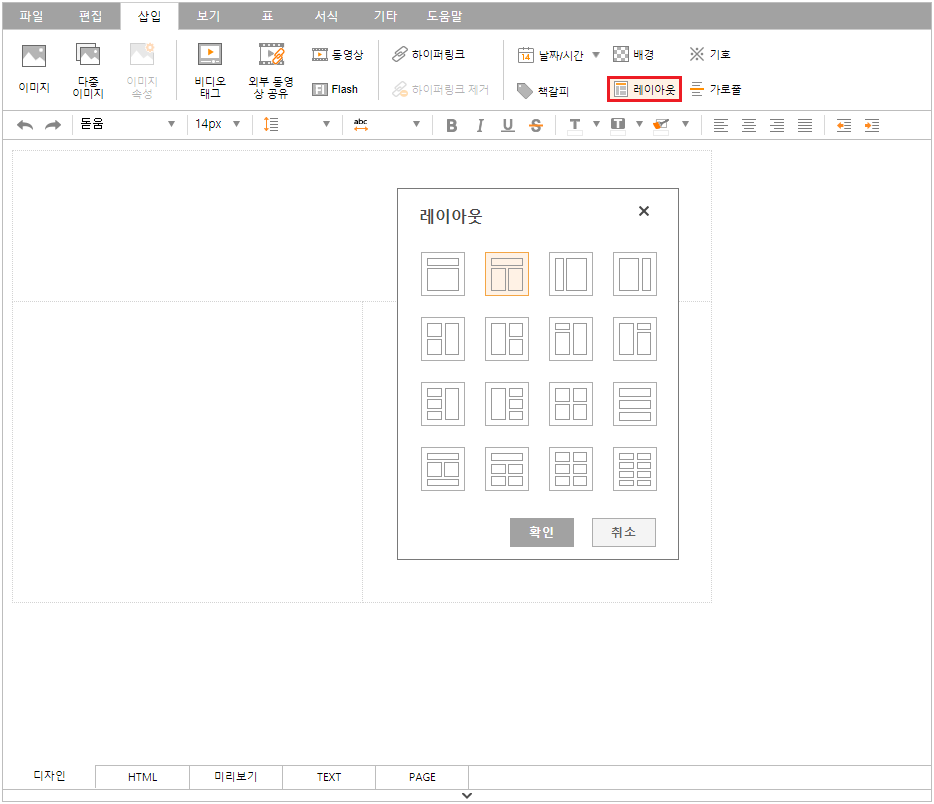 파일 편집 삽입 보기 표 서식 기타 도움말
이미지
다중
이미지
이미지
속성
비디오
태그
외부 동영
상 공유
동영상
Flash
하이퍼링크
하이퍼링크 제거
14 날짜/시간
책갈피
배경
레이아웃
기호
가로줄
돋움 14px abc B I U S T T
레이아웃
확인 취소
디자인 HTML 미리보기 TEXT PAGE